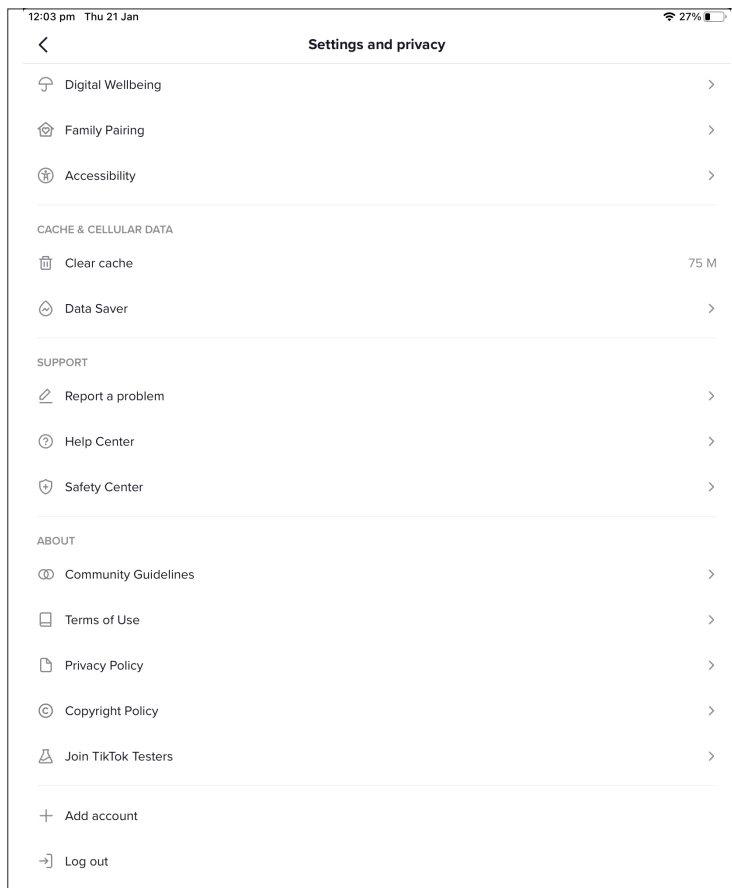 12:03 pm Thu 21 Jan 27%
Settings and privacy
Digital Wellbeing
Family Pairing
Accessibility
CACHE & CELLULAR DATA
Clear cache 75 M
Data Saver
SUPPORT
Report a problem
Help Center
Safety Center
ABOUT
Community Guidelines
Terms of Use
Privacy Policy
Copyright Policy
Join TikTok Testers
Add account
Log out